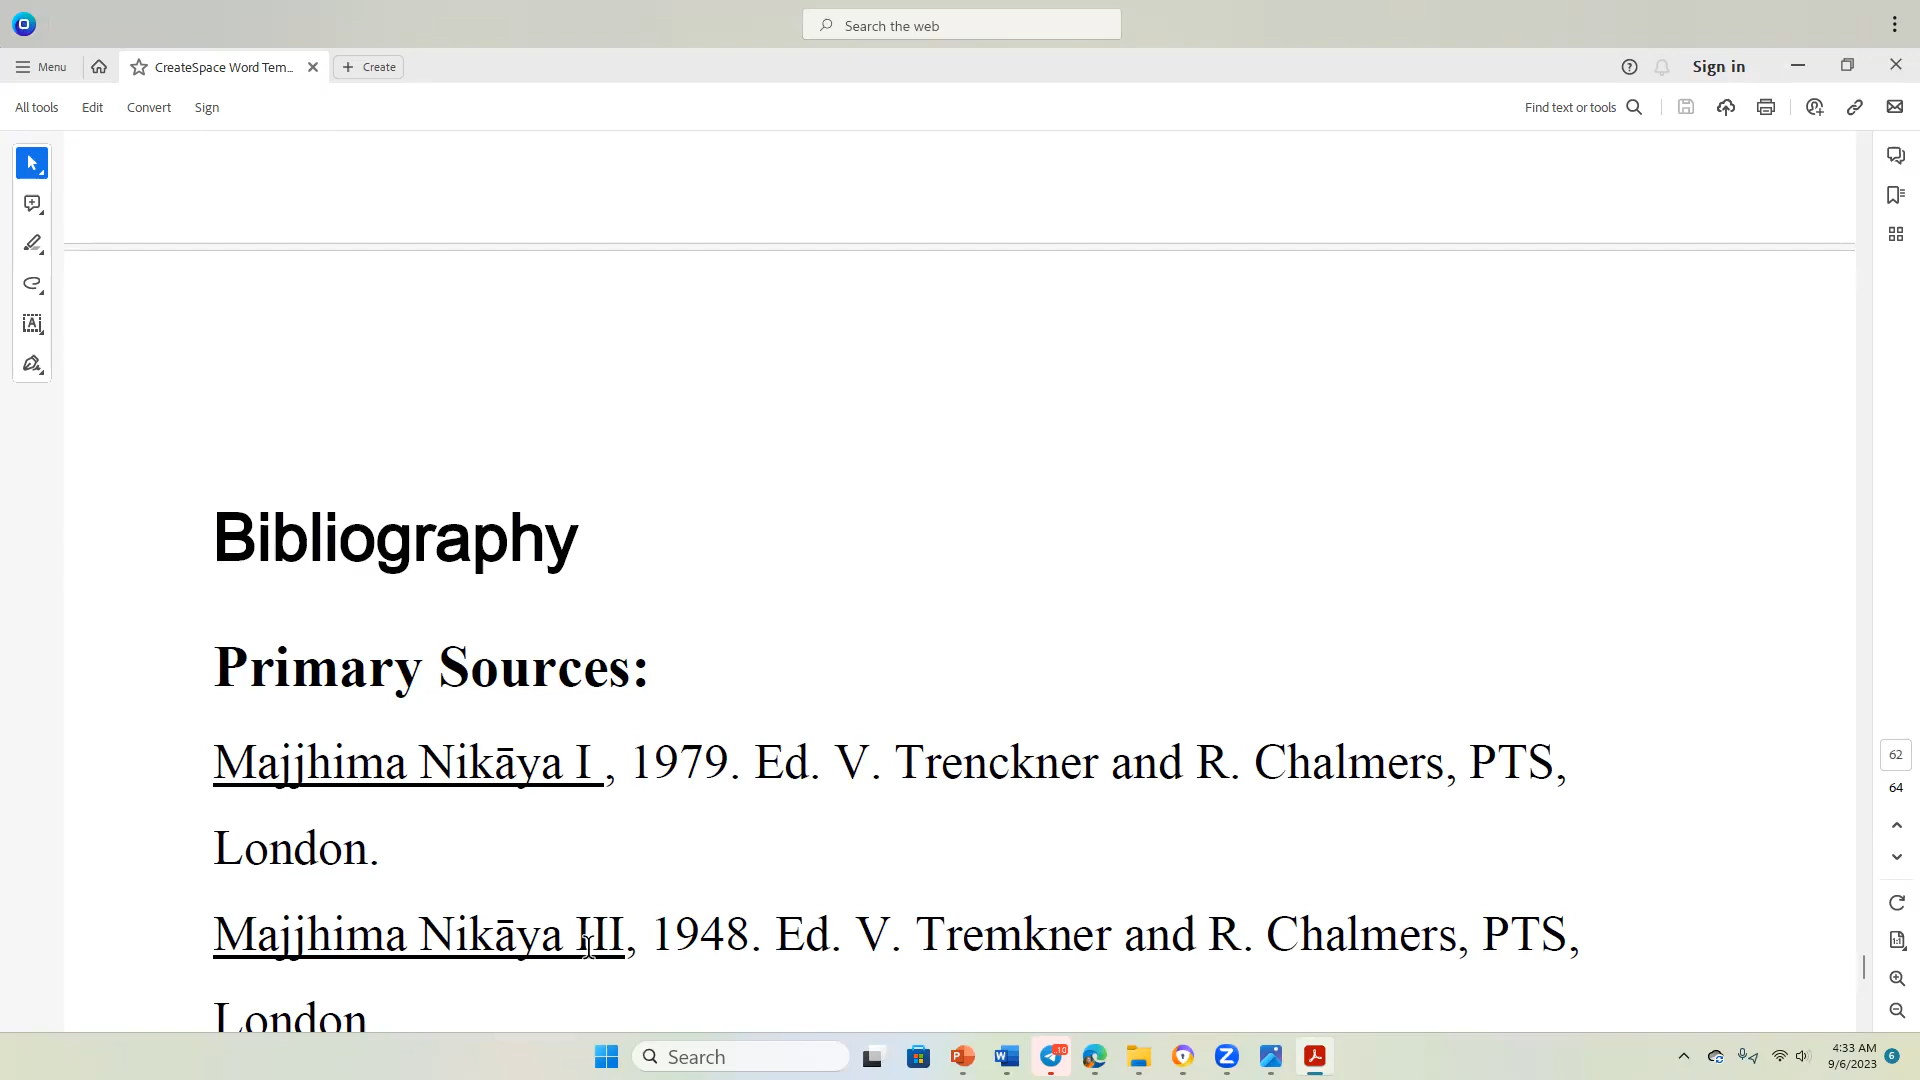 Search the web
Menu
CreateSpace Word Tem...
Create
Sign in
All tools
Edit
Convert
Sign
Find text or tools
Bibliography
Primary Sources:
Majjhima Nikāya I , 1979. Ed. V. Trenckner and R. Chalmers, PTS,
London.
Majjhima Nikāya III, 1948. Ed. V. Tremkner and R. Chalmers, PTS,
London
62
64
Search
10
4:33 AM
9/6/2023
6